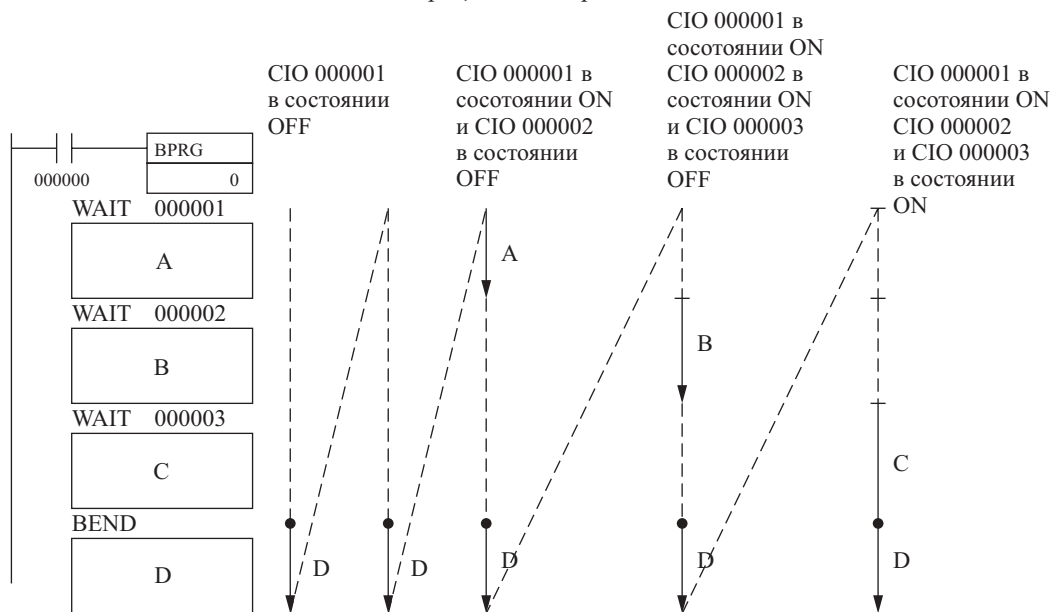 CIO 000001
в состоянии
OFF
CIO 000001 в
сосотоянии ON
и CIO 000002
в состоянии
OFF
CIO 000001 в
сосотоянии ON
CIO 000002 в
состоянии ON
и CIO 000003
в состоянии
OFF
CIO 000001 в
сосотоянии ON
CIO 000002
и CIO 000003
в состоянии
ON
BPRG
000000 0
WAIT 000001
A
A
WAIT 000002
B
B
WAIT 000003
C
C
BEND
D
D D D D D